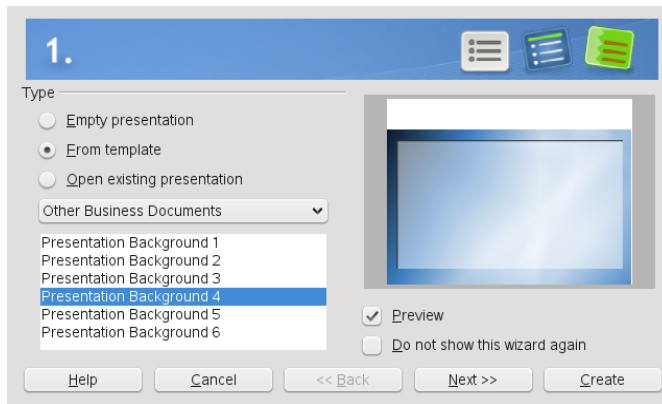 1.
Type
Empty presentation
From template
Open existing presentation
Other Business Documents
Presentation Background 1
Presentation Background 2
Presentation Background 3
Presentation Background 4
Presentation Background 5
Presentation Background 6
Preview
Do not show this wizard again
Help Cancel << Back Next >> Create